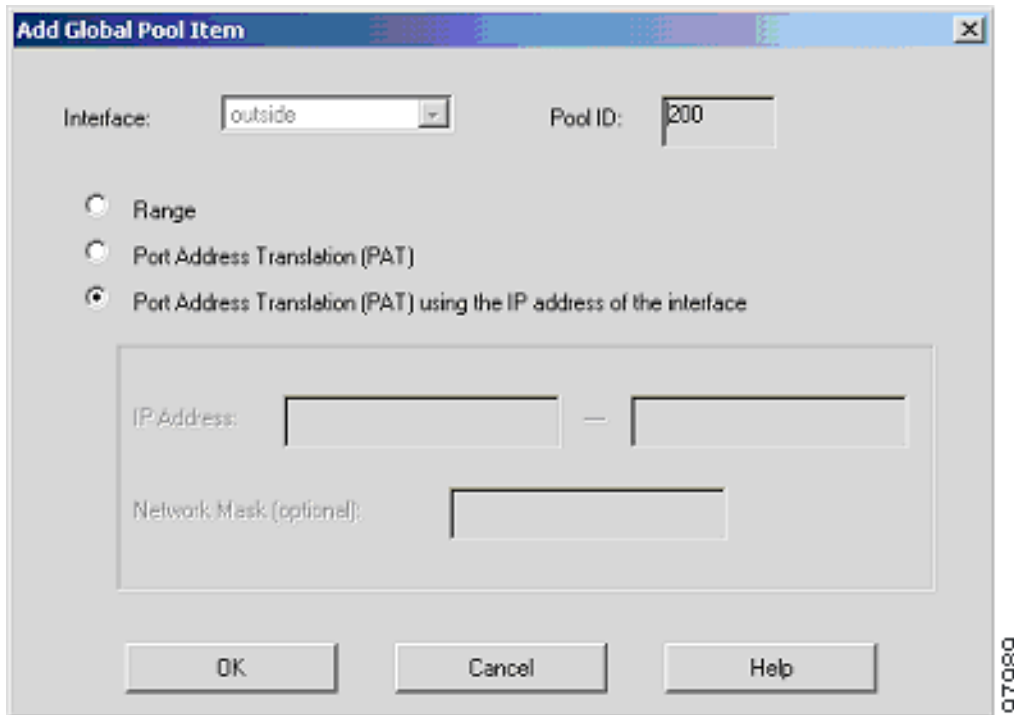 Add Global Pool Item
Interface: outside Pool ID: 200
Range
Port Address Translation (PAT)
Port Address Translation (PAT) using the IP address of the interface
IP Address: —
Network Mask (optional):
OK Cancel Help
97989